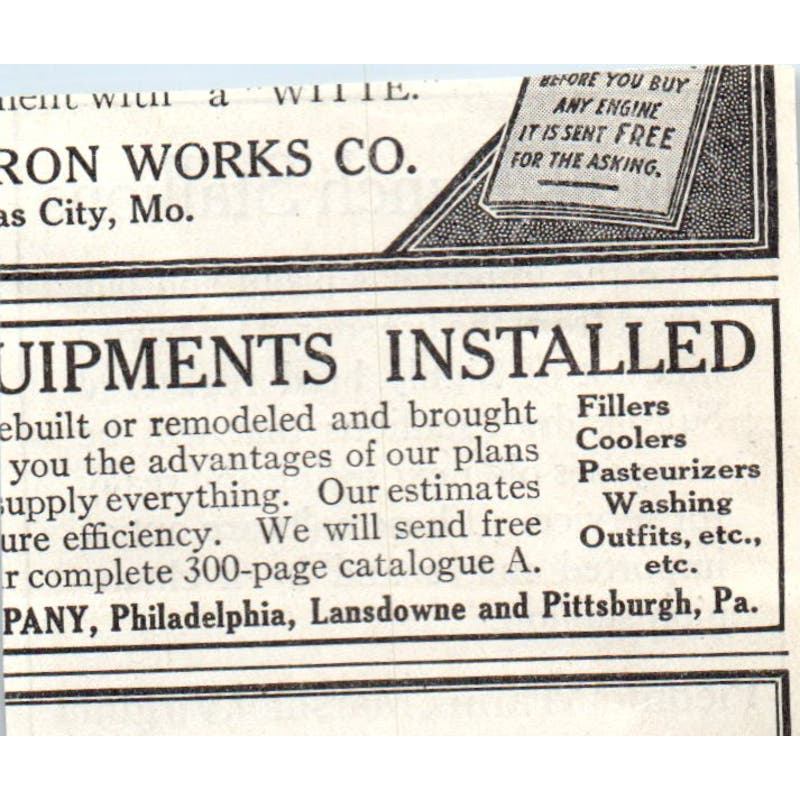 ment with a "WITTE."
RON WORKS CO.
as City, Mo.
BEFORE YOU BUY
ANY ENGINE
IT IS SENT FREE
FOR THE ASKING.
UIPMENTS INSTALLED
ebuilt or remodeled and brought
you the advantages of our plans
supply everything. Our estimates
ure efficiency. We will send free
r complete 300-page catalogue A.
Fillers
Coolers
Pasteurizers
Washing
Outfits, etc.,
etc.
PANY, Philadelphia, Lansdowne and Pittsburgh, Pa.